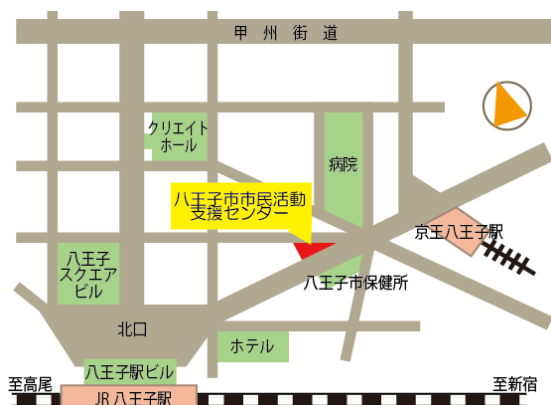 甲州街道
クリエイト
ホール
病院
八王子市市民活動
支援センター
京王八王子駅
八王子
スクエア
ビル
八王子市保健所
北口
ホテル
八王子駅ビル
至高尾
至新宿
JR八王子駅